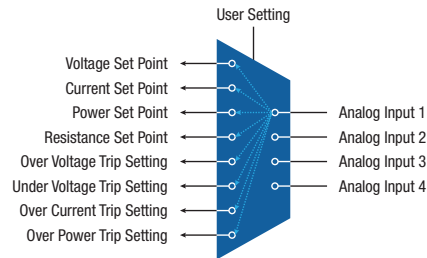 User Setting
Voltage Set Point
Current Set Point
Power Set Point
Resistance Set Point
Over Voltage Trip Setting
Under Voltage Trip Setting
Over Current Trip Setting
Over Power Trip Setting
Analog Input 1
Analog Input 2
Analog Input 3
Analog Input 4